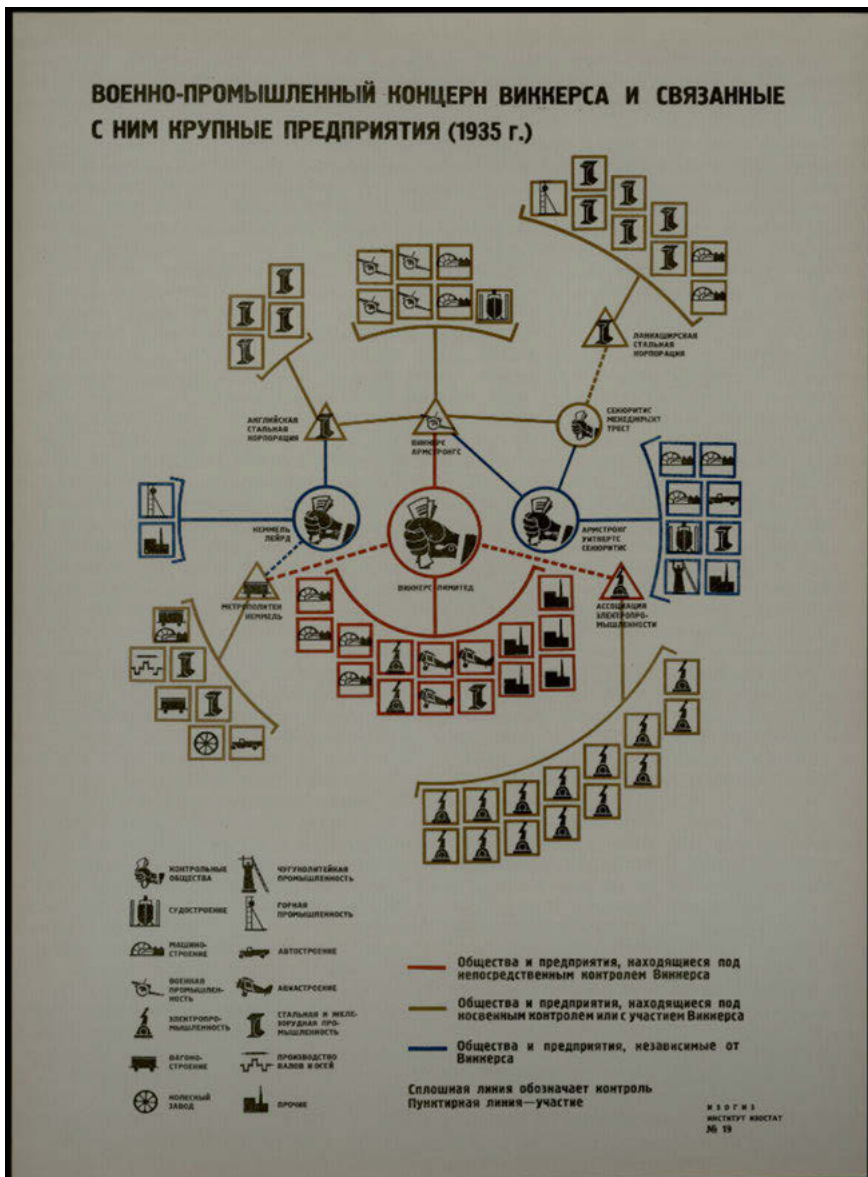 ВОЕННО-ПРОМЫШЛЕННЫЙ КОНЦЕРН ВИККЕРСА И СВЯЗАННЫЕ
С НИМ КРУПНЫЕ ПРЕДПРИЯТИЯ (1935 г.)
ЛАНКАШИРСКАЯ
СТАЛЬНАЯ
КОРПОРАЦИЯ
АНГЛИЙСКАЯ
СТАЛЬНАЯ
КОРПОРАЦИЯ
ВИККЕРС
АРМСТРОНГС
СЕКЮРИТИС
МЕНЕДЖМЕНТ
ТРЕСТ
КЕММЕЛЬ
ЛЕЙРД
ВИККЕРС-ЛИМИТЕД
АРМСТРОНГ
УИТНЕРТС
СЕКЮРИТИС
МЕТРОПОЛИТЕН
КЕММЕЛЬ
АССОЦИАЦИЯ
ЭЛЕКТРОПРО-
МЫШЛЕННОСТИ
КОНТРОЛЬНЫЕ
ОБЩЕСТВА
ЧУГУНОЛИТЕЙНАЯ
ПРОМЫШЛЕННОСТЬ
СУДОСТРОЕНИЕ
ГОРНАЯ
ПРОМЫШЛЕННОСТЬ
МАШИНО-
СТРОЕНИЕ
АВТОСТРОЕНИЕ
ВОЕННАЯ
ПРОМЫШЛЕН-
НОСТЬ
АВИАСТРОЕНИЕ
ЭЛЕКТРОПРО-
МЫШЛЕННОСТЬ
СТАЛЬНАЯ И ЖЕЛЕ-
ЗОРУДНАЯ ПРО-
МЫШЛЕННОСТЬ
ВАГОНО-
СТРОЕНИЕ
ПРОИЗВОДСТВО
ВАЛОВ И ОСЕЙ
КОЛЕСНЫЙ
ЗАВОД
ПРОЧИЕ
Общества и предприятия, находящиеся под
непосредственным контролем Виккерса
Общества и предприятия, находящиеся под
косвенным контролем или с участием Виккерса
Общества и предприятия, независимые от
Виккерса
Сплошная линия обозначает контроль
Пунктирная линия—участие
ИЗОГИЗ
ИНСТИТУТ ИЗОСТАТ
№ 19